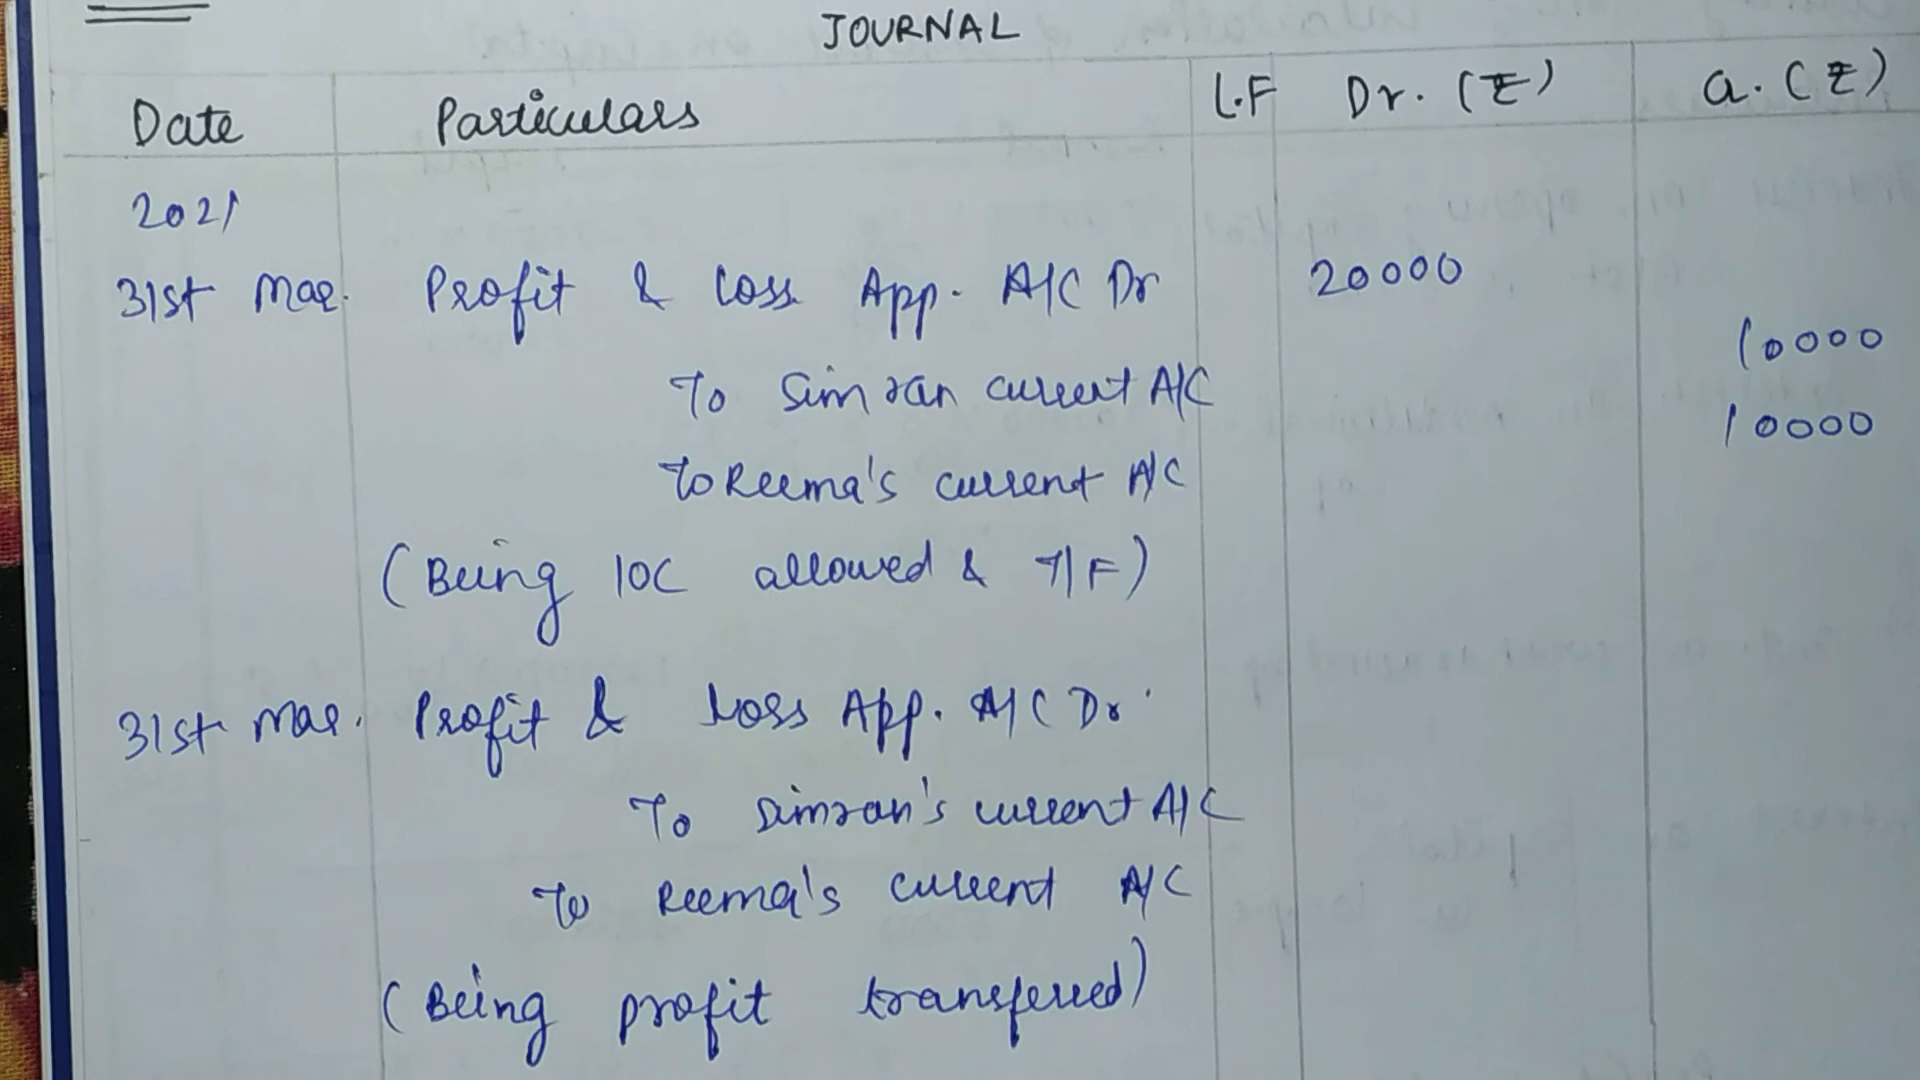 JOURNAL
Date Particulars L.F Dr. (₹) Cr. (₹)
2021
31st Mar. Profit & Loss App. A/C Dr 20000
10000
To Simran current A/C
10000
To Reema's current A/C
(Being IOC allowed & T/F)
31st Mar. Profit & Loss App. A/C Dr.
To Simran's current A/C
To Reema's current A/C
(Being profit transferred)